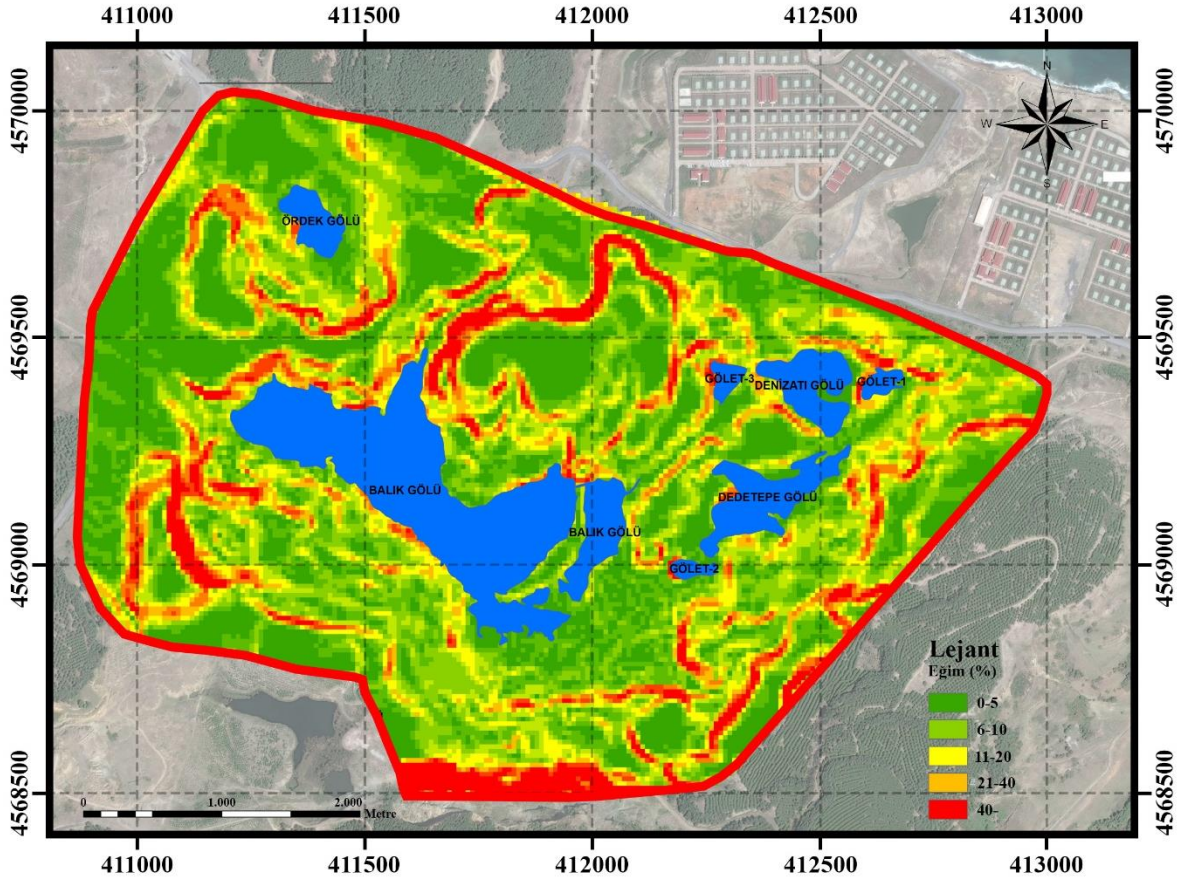 411000 411500 412000 412500 413000
4570000
4569500
4569000
4568500
4570000
4569500
4569000
4568500
N
W E
S
ÖRDEK GÖLÜ
GÖLET-3
DENİZATI GÖLÜ
GÖLET-1
BALIK GÖLÜ
DEDETEPE GÖLÜ
BALIK GÖLÜ
GÖLET-2
Lejant
Eğim (%)
0-5
6-10
11-20
21-40
40-
0 1.000 2.000
Metre
411000 411500 412000 412500 413000